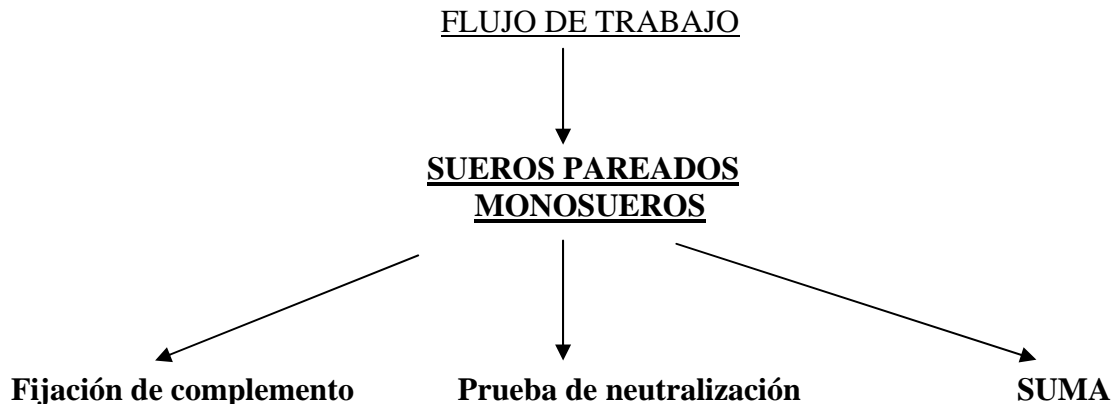 FLUJO DE TRABAJO
SUEROS PAREADOS
MONOSUEROS
Fijación de complemento Prueba de neutralización SUMA